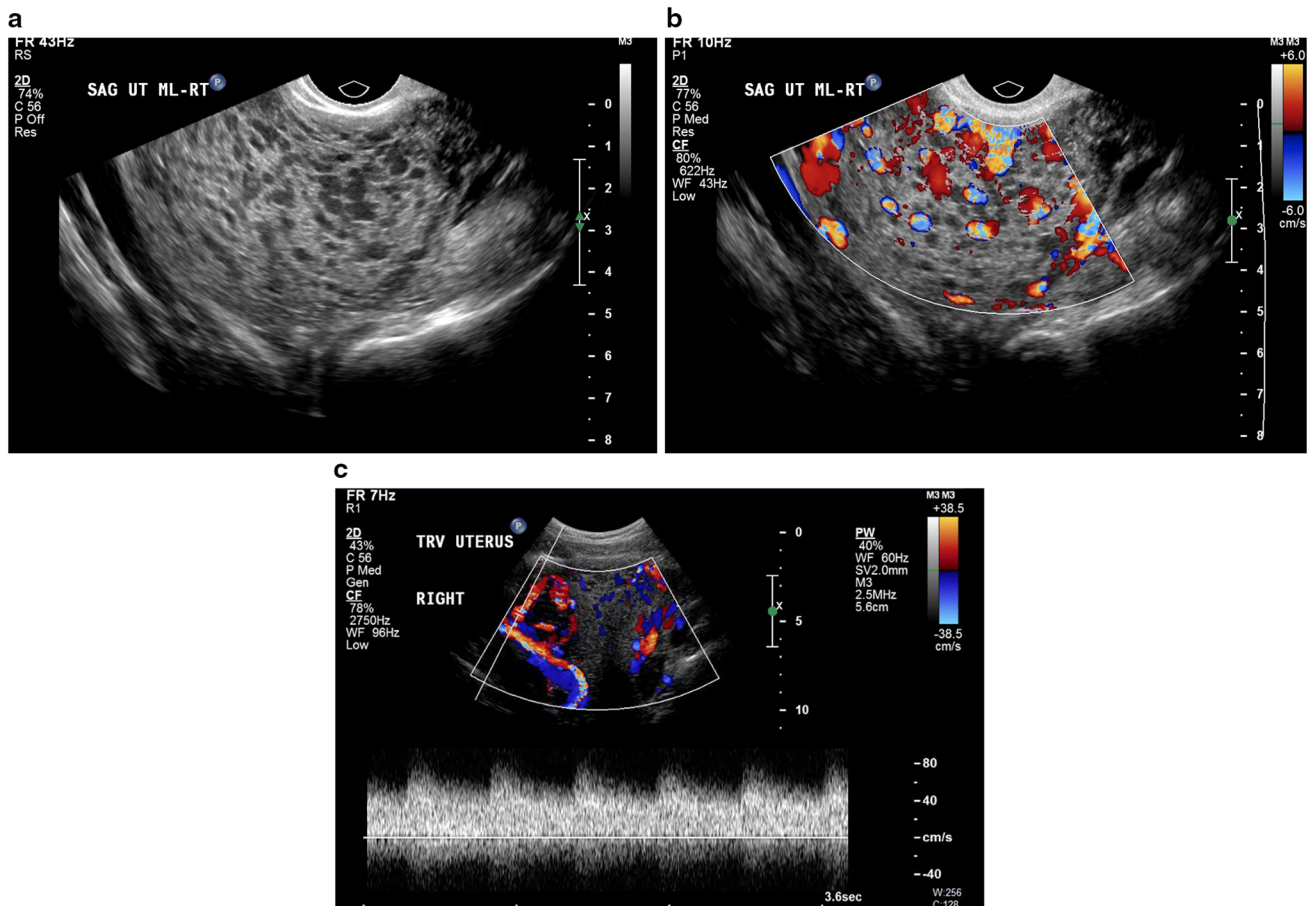 a
FR 43Hz
RS
2D
74%
C 56
P Off
Res
SAG UT ML-RT
P
M3
0
1
2
x
3
4
5
6
7
8
b
FR 10Hz
P1
2D
77%
C 56
P Med
Res
CF
80%
622Hz
WF 43Hz
Low
SAG UT ML-RT
P
M3 M3
+6.0
-6.0
cm/s
0
1
2
x
3
4
5
6
7
8
c
FR 7Hz
R1
2D
43%
C 56
P Med
Gen
CF
78%
2750Hz
WF 96Hz
Low
TRV UTERUS
P
RIGHT
0
x
5
10
PW
40%
WF 60Hz
SV2.0mm
M3
2.5MHz
5.6cm
M3 M3
+38.5
-38.5
cm/s
80
40
cm/s
-40
3.6sec
W:256
C:128